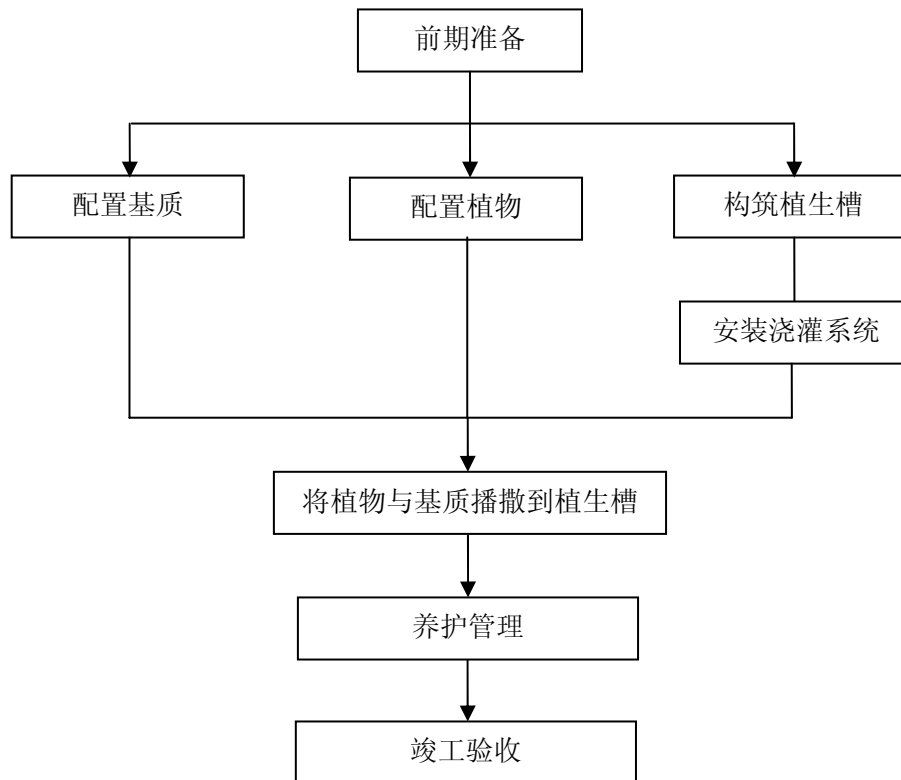 前期准备
配置基质
配置植物
构筑植生槽
安装浇灌系统
将植物与基质播撒到植生槽
养护管理
竣工验收